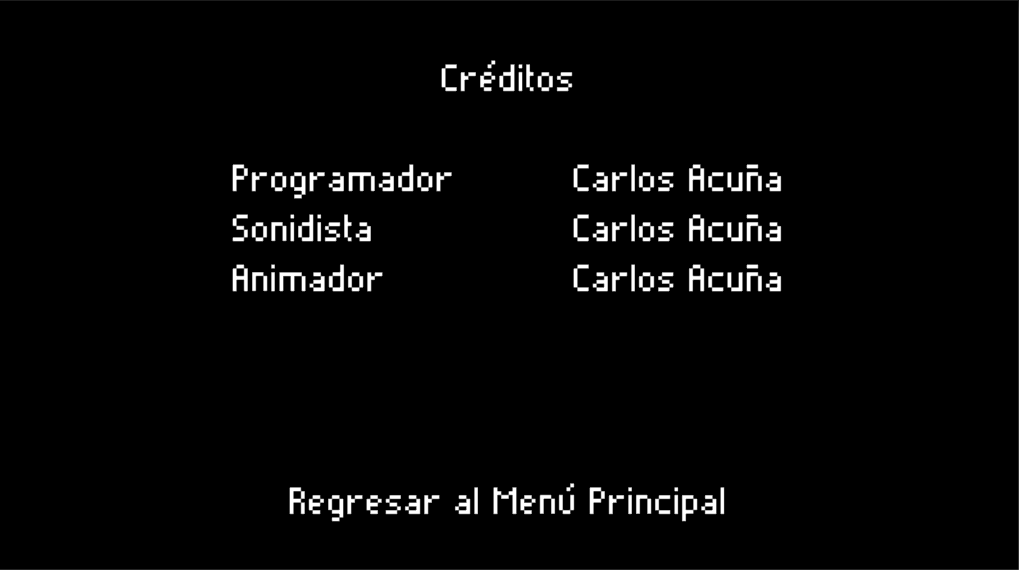 Créditos
Programador Carlos Acuña
Sonidista Carlos Acuña
Animador Carlos Acuña
Regresar al Menú Principal